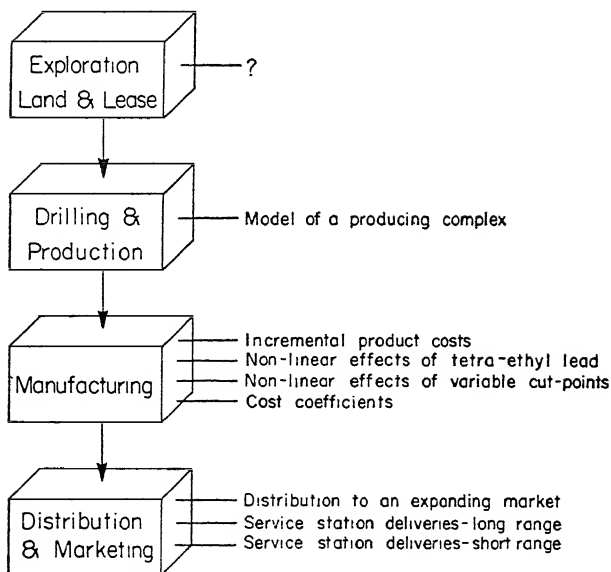 Exploration
Land & Lease
?
Drilling &
Production
Model of a producing complex
Manufacturing
Incremental product costs
Non-linear effects of tetra-ethyl lead
Non-linear effects of variable cut-points
Cost coefficients
Distribution
& Marketing
Distribution to an expanding market
Service station deliveries-long range
Service station deliveries-short range